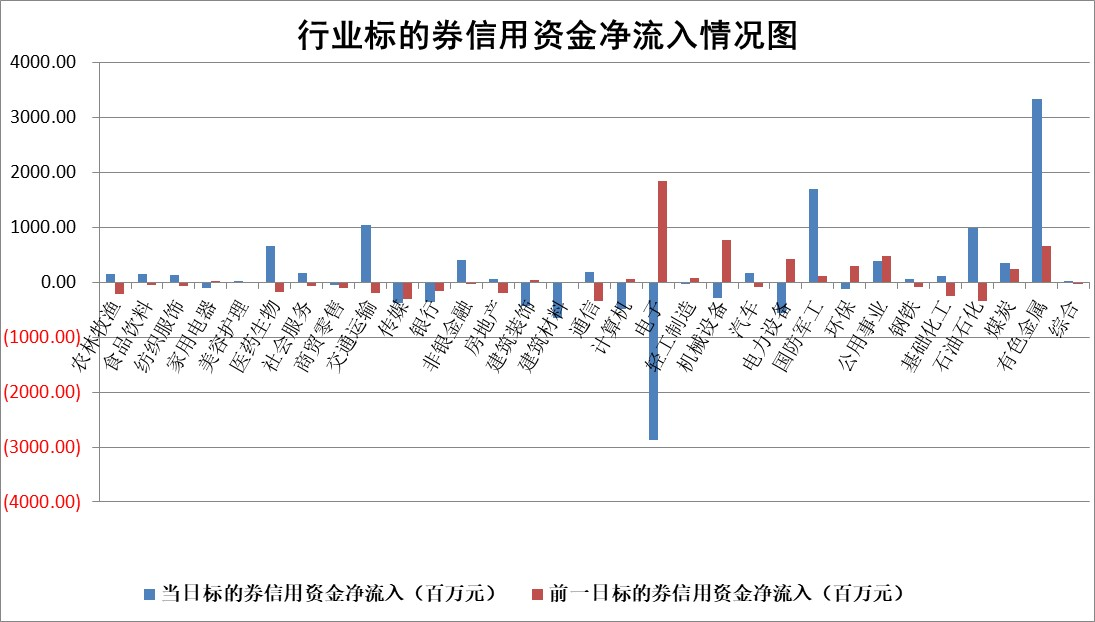 行业标的券信用资金净流入情况图
4000.00
3000.00
2000.00
1000.00
0.00
(1000.00)
(2000.00)
(3000.00)
(4000.00)
农林牧渔
食品饮料
纺织服饰
家用电器
美容护理
医药生物
社会服务
商贸零售
交通运输
传媒
银行
非银金融
房地产
建筑装饰
建筑材料
通信
计算机
电子
轻工制造
机械设备
汽车
电力设备
国防军工
环保
公用事业
钢铁
基础化工
石油石化
煤炭
有色金属
综合
当日标的券信用资金净流入（百万元）
前一日标的券信用资金净流入（百万元）